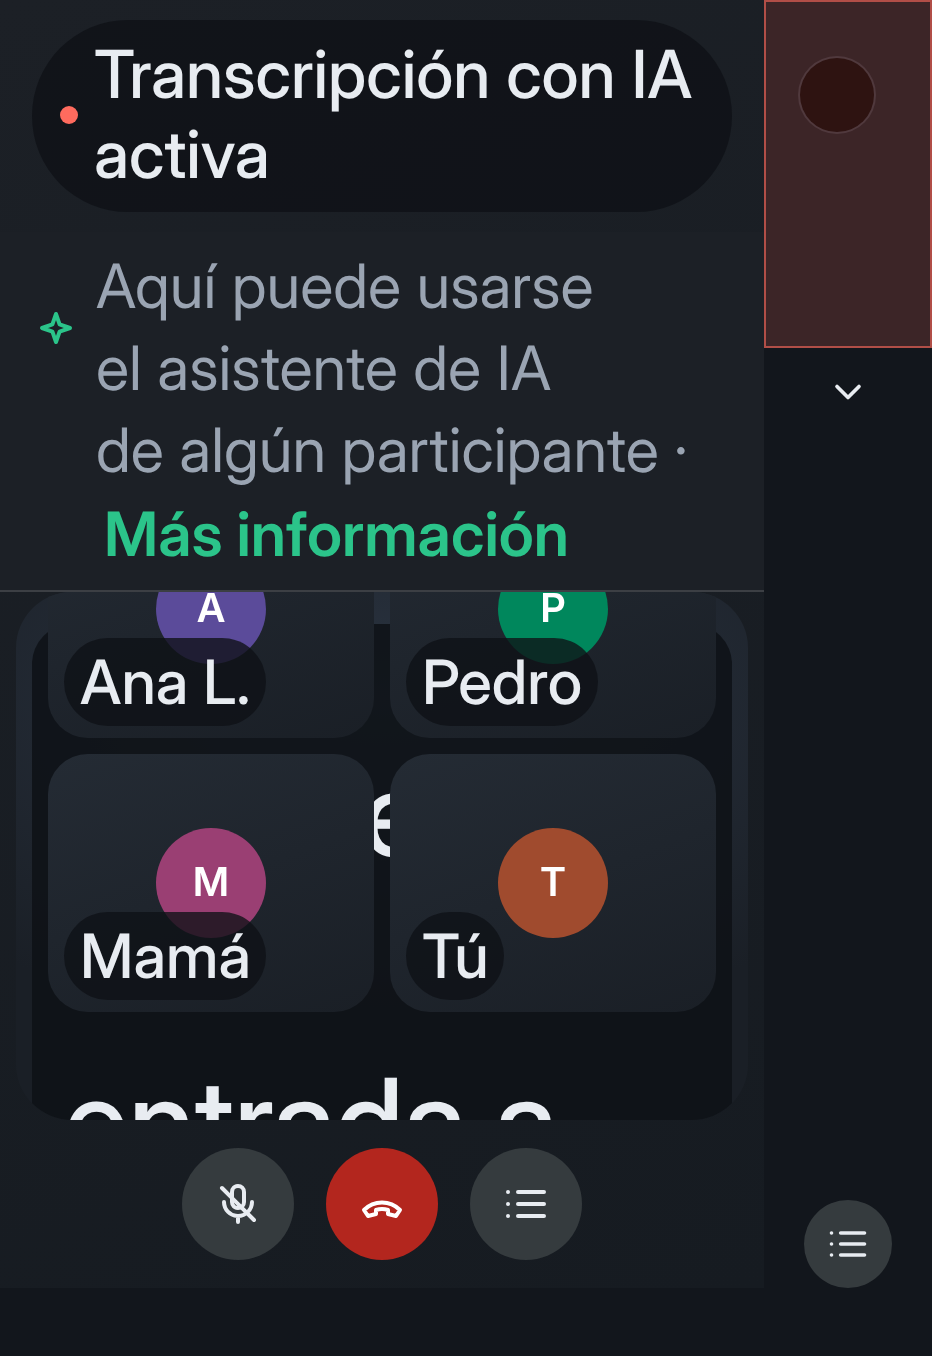 Transcripción con IA
activa
Aquí puede usarse
el asistente de IA
de algún participante ·
Más información
A
P
Ana L.
Pedro
M
T
Mamá
Tú